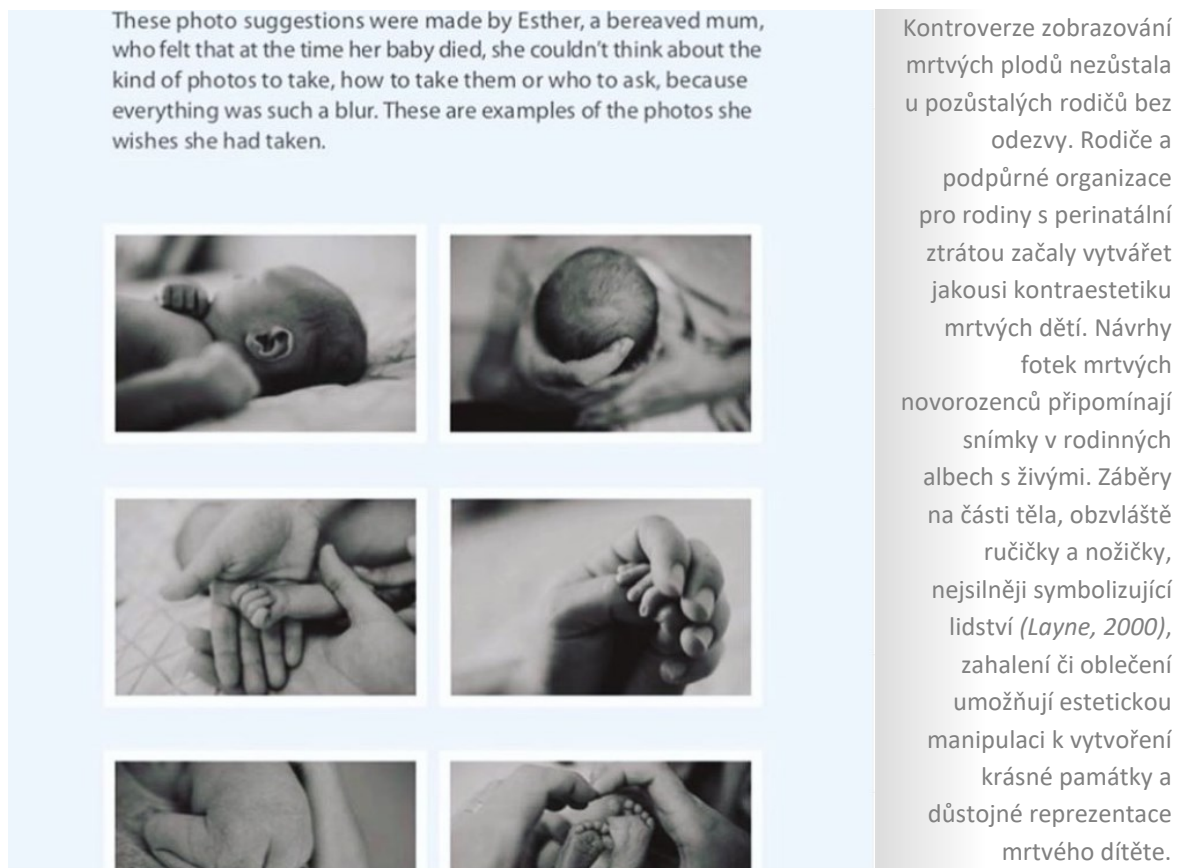 These photo suggestions were made by Esther, a bereaved mum,
who felt that at the time her baby died, she couldn't think about the
kind of photos to take, how to take them or who to ask, because
everything was such a blur. These are examples of the photos she
wishes she had taken.
Kontroverze zobrazování
mrtvých plodů nezůstala
u pozůstalých rodičů bez
odezvy. Rodiče a
podpůrné organizace
pro rodiny s perinatální
ztrátou začaly vytvářet
jakousi kontraestetiku
mrtvých dětí. Návrhy
fotek mrtvých
novorozenců připomínají
snímky v rodinných
albech s živými. Záběry
na části těla, obzvláště
ručičky a nožičky,
nejsilněji symbolizující
lidství (Layne, 2000),
zahalení či oblečení
umožňují estetickou
manipulaci k vytvoření
krásné památky a
důstojné reprezentace
mrtvého dítěte.